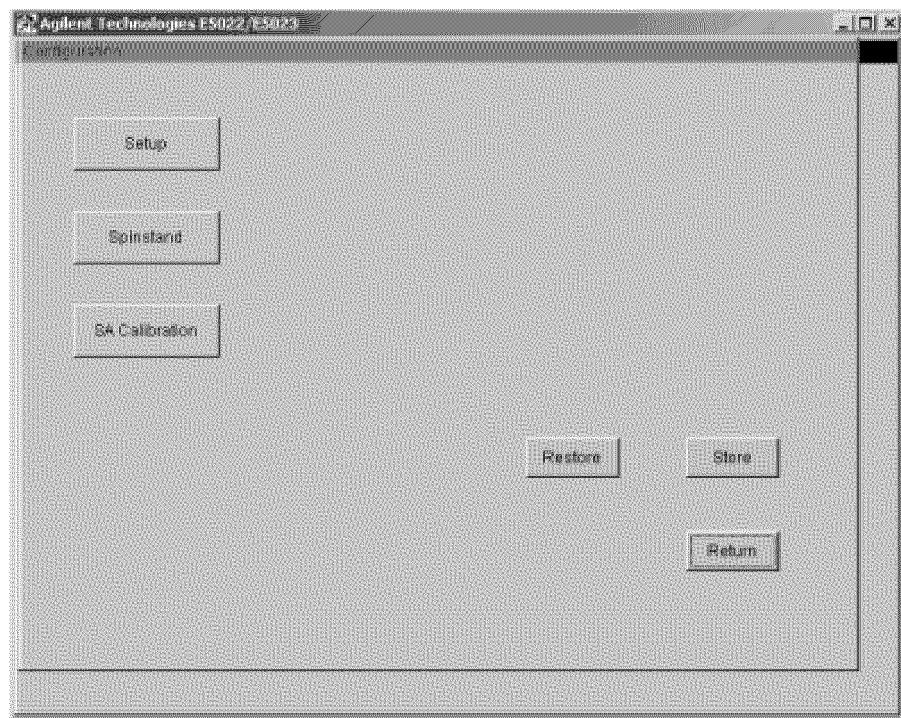 Agilent Technologies E5022/E5023
Configuration
Setup
Spinstand
SA Calibration
Restore
Store
Return